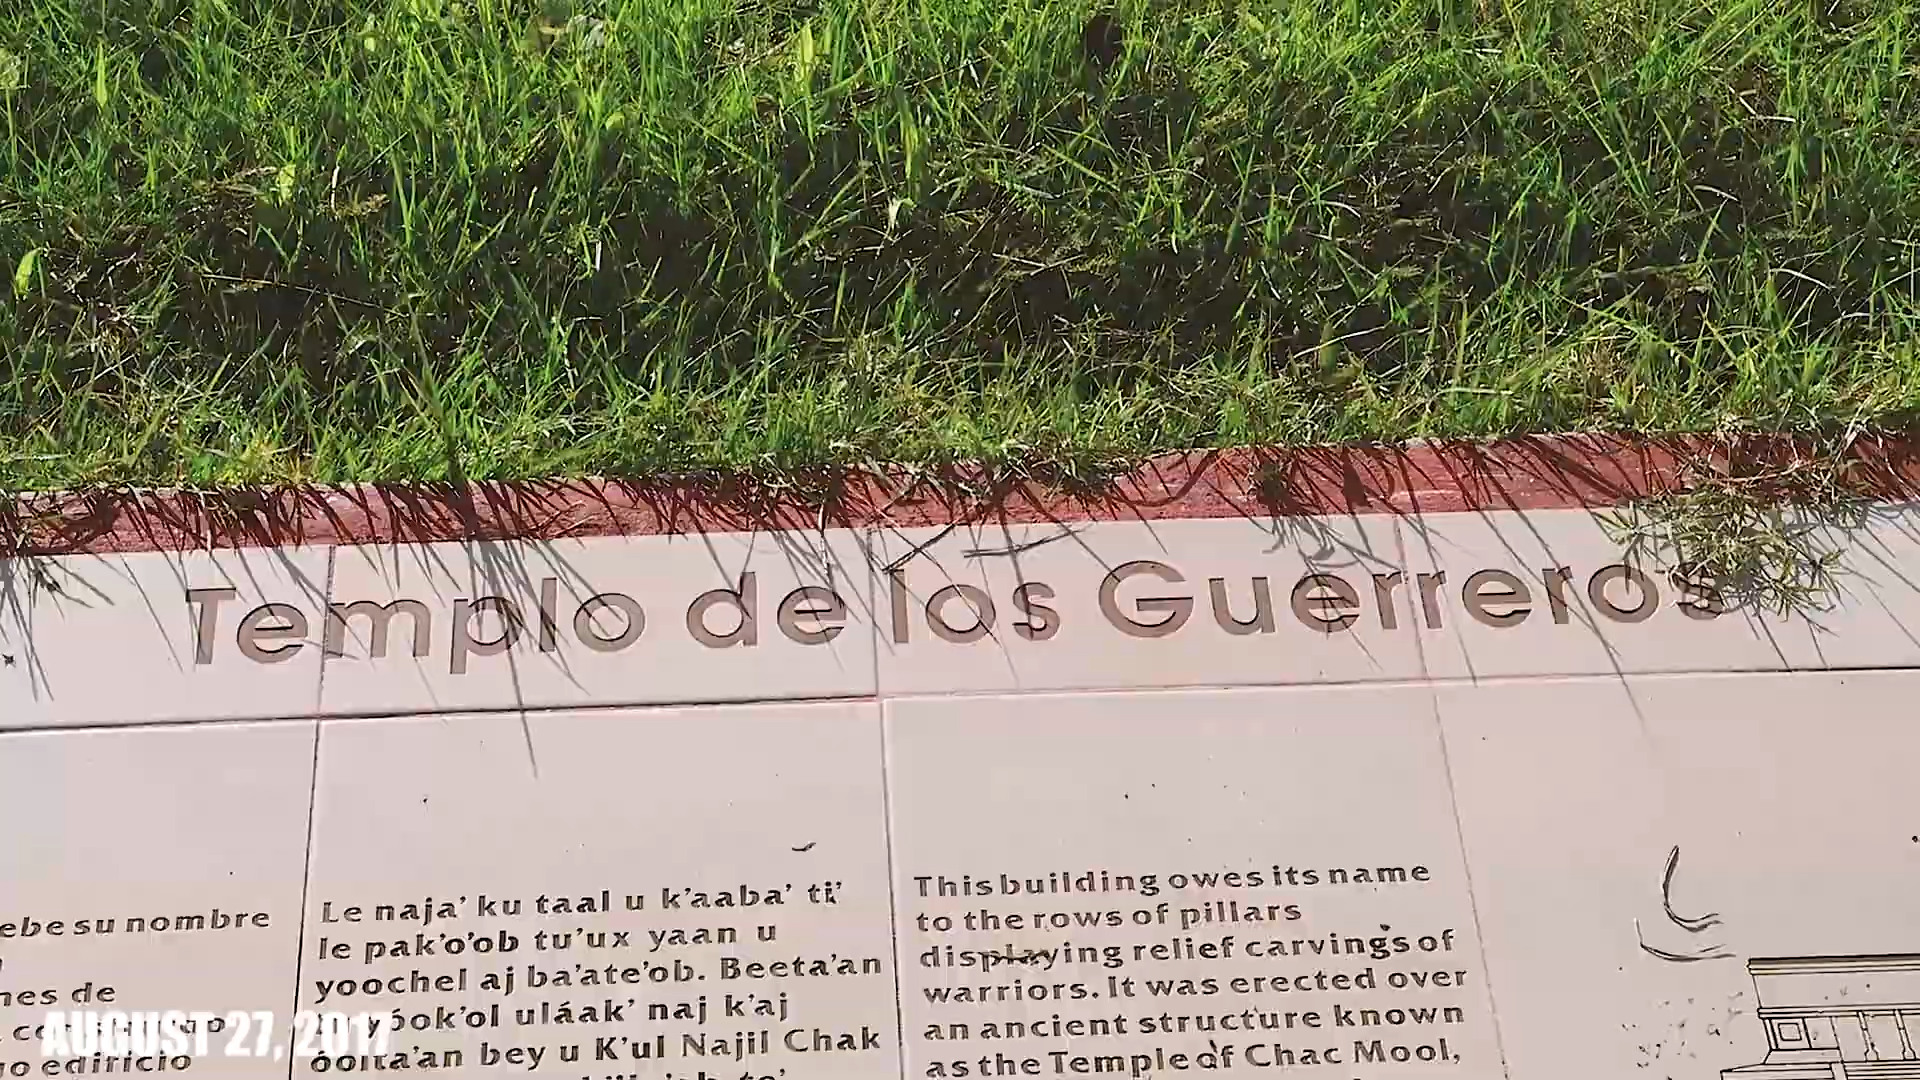 Templo de los Guerreros
ebe su nombre
nes de
go edificio
Le naja' ku taal u k'aaba' ti'
le pak'o'ob tu'ux yaan u
yoochel aj ba'ate'ob. Beeta'an
yóok'ol uláak' naj k'aj
óolta'an bey u K'ul Najil Chak
This building owes its name
to the rows of pillars
displaying relief carvings of
warriors. It was erected over
an ancient structure known
as the Temple of Chac Mool,
AUGUST 27, 2017